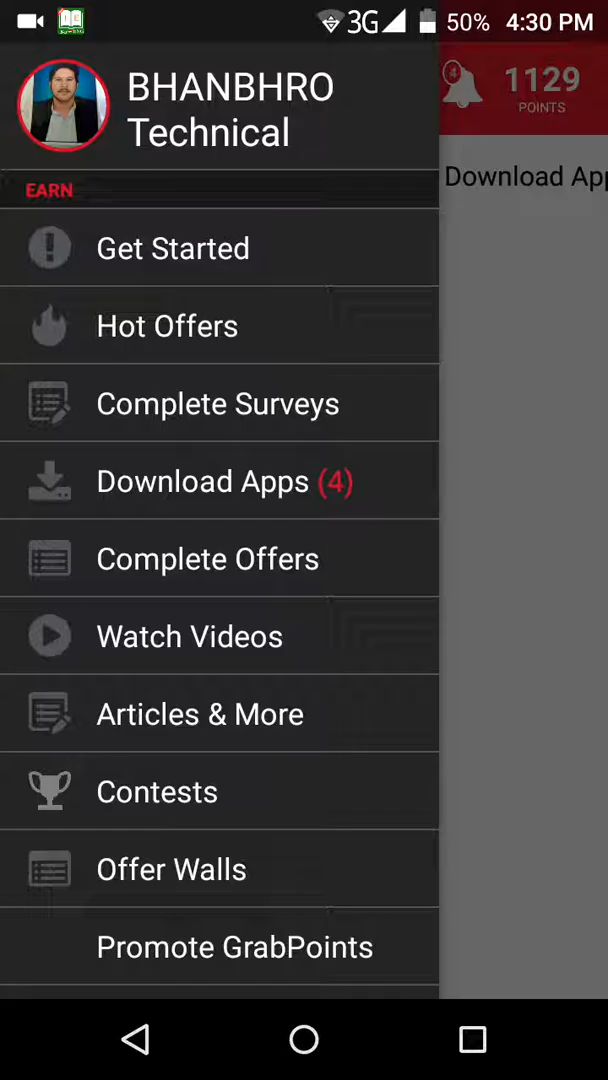 3G 50% 4:30 PM
BHANBHRO
Technical
4
1129
POINTS
EARN
Download App
Get Started
Hot Offers
Complete Surveys
Download Apps (4)
Complete Offers
Watch Videos
Articles & More
Contests
Offer Walls
Promote GrabPoints